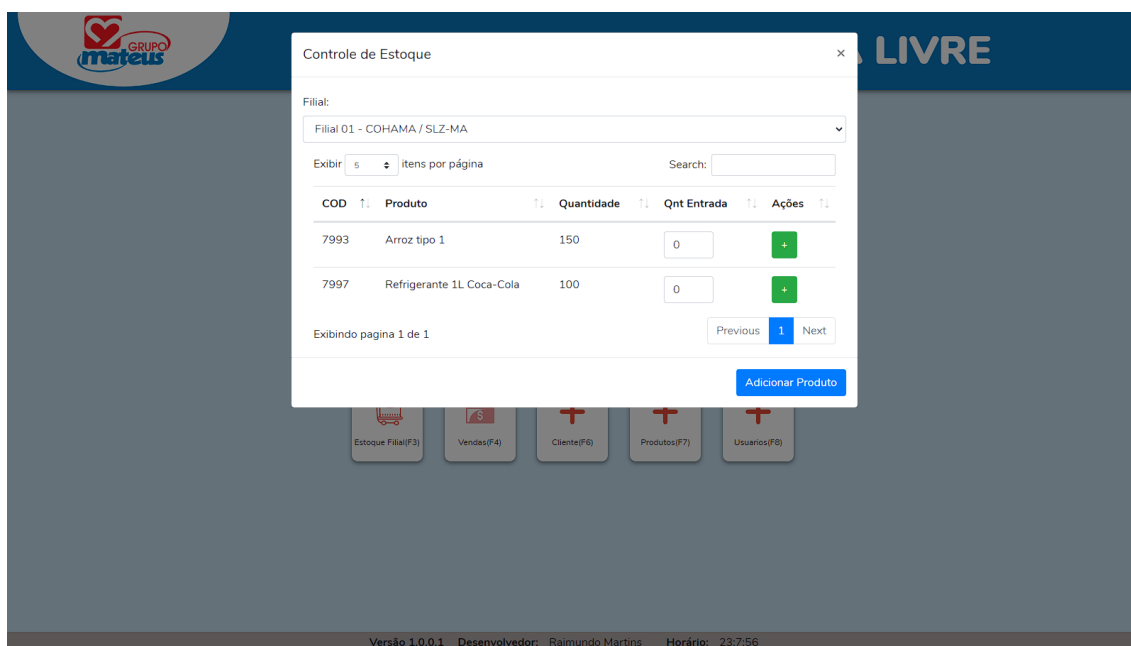 GRUPO
mateus
LIVRE
Controle de Estoque ×
Filial:
Filial 01 - COHAMA / SLZ-MA
Exibir 5 itens por página Search:
COD Produto Quantidade Qnt Entrada Ações
7993 Arroz tipo 1 150 0 +
7997 Refrigerante 1L Coca-Cola 100 0 +
Exibindo pagina 1 de 1 Previous 1 Next
Adicionar Produto
Estoque Filial(F3) Vendas(F4) Cliente(F6) Produtos(F7) Usuarios(F8)
Versão 1.0.0.1 Desenvolvedor: Raimundo Martins Horário: 23:7:56